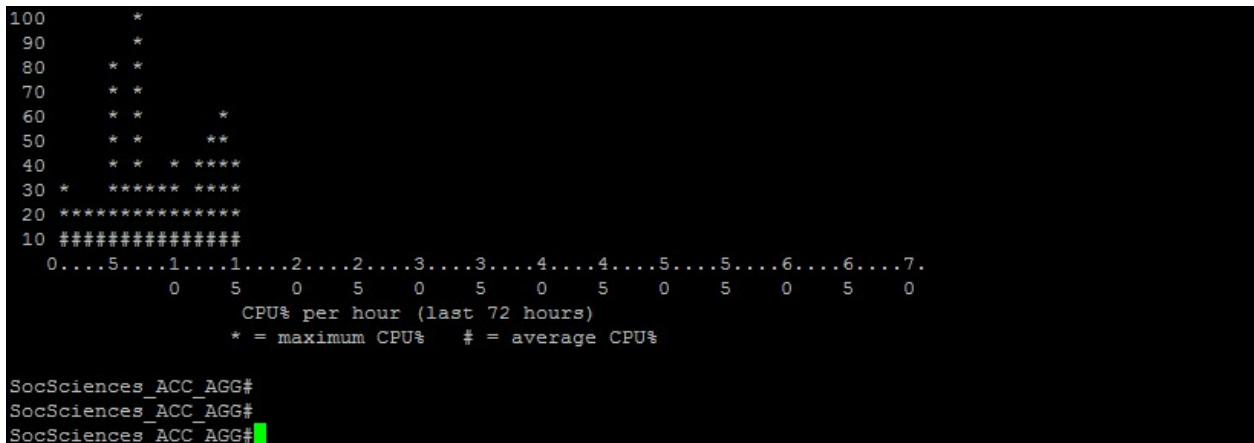 100       *
 90       *
 80     * *
 70     * *
 60     * *      *
 50     * *     **
 40     * *  * ****
 30 *   ****** ****
 20 ***************
 10 ###############
   0....5....1....1....2....2....3....3....4....4....5....5....6....6....7.
             0    5    0    5    0    5    0    5    0    5    0    5    0
                   CPU% per hour (last 72 hours)
                  * = maximum CPU%   # = average CPU%
SocSciences_ACC_AGG#
SocSciences_ACC_AGG#
SocSciences_ACC_AGG#